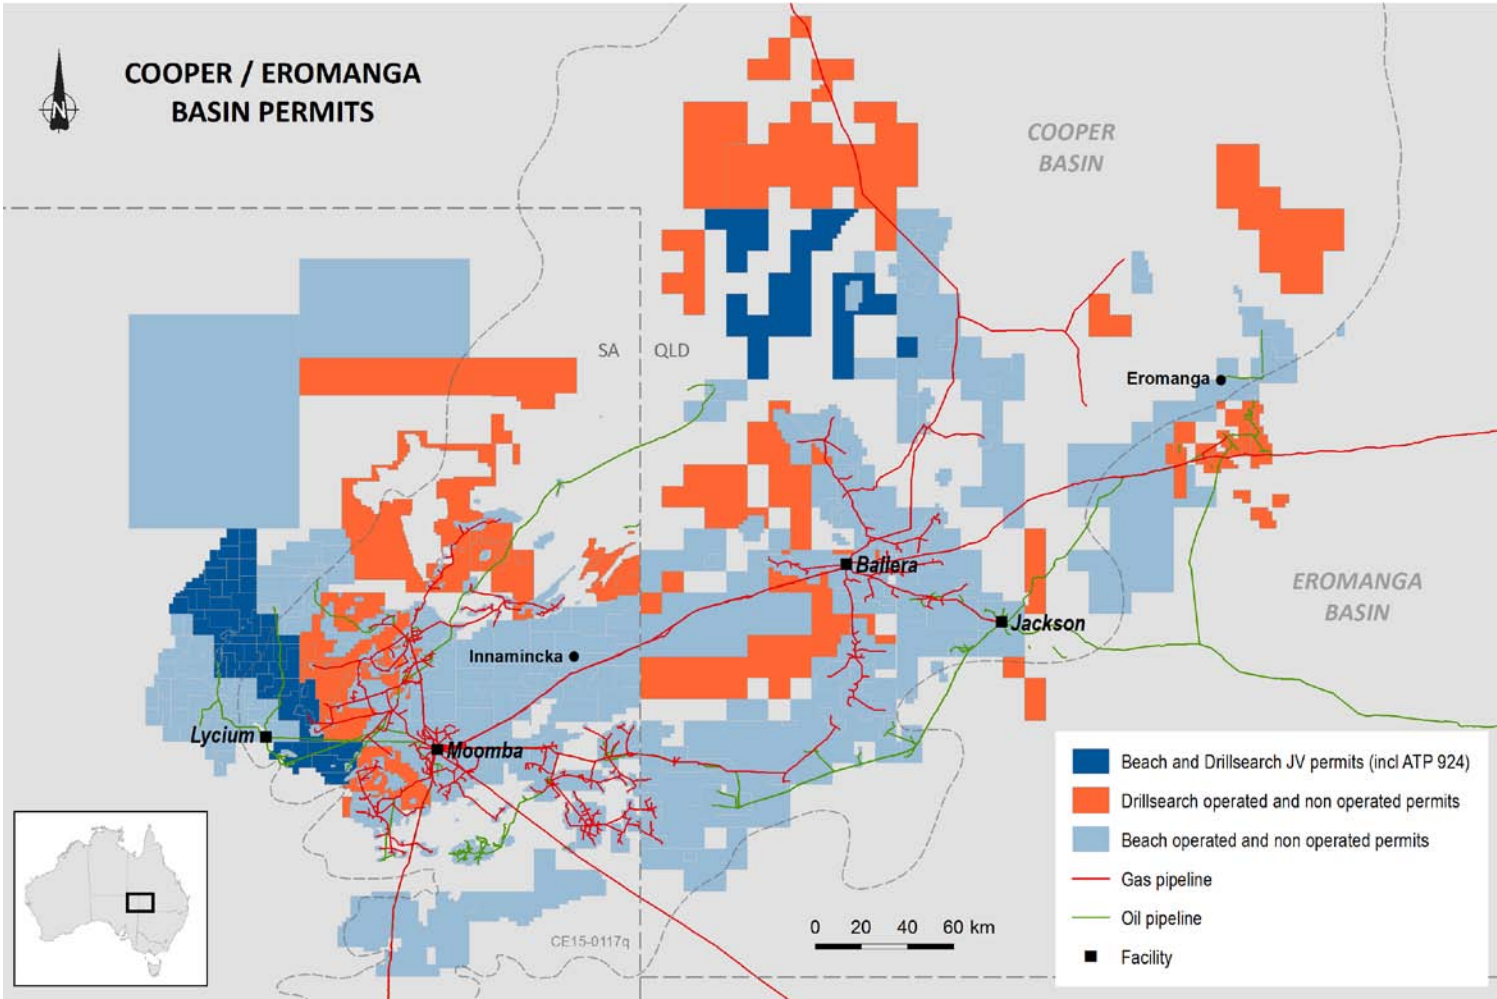 COOPER / EROMANGA
BASIN PERMITS
N
COOPER
BASIN
SA
QLD
Eromanga
Ballera
EROMANGA
BASIN
Jackson
Innamincka
Lycium
Moomba
Beach and Drillsearch JV permits (incl ATP 924)
Drillsearch operated and non operated permits
Beach operated and non operated permits
Gas pipeline
Oil pipeline
Facility
0 20 40 60 km
CE15-0117q